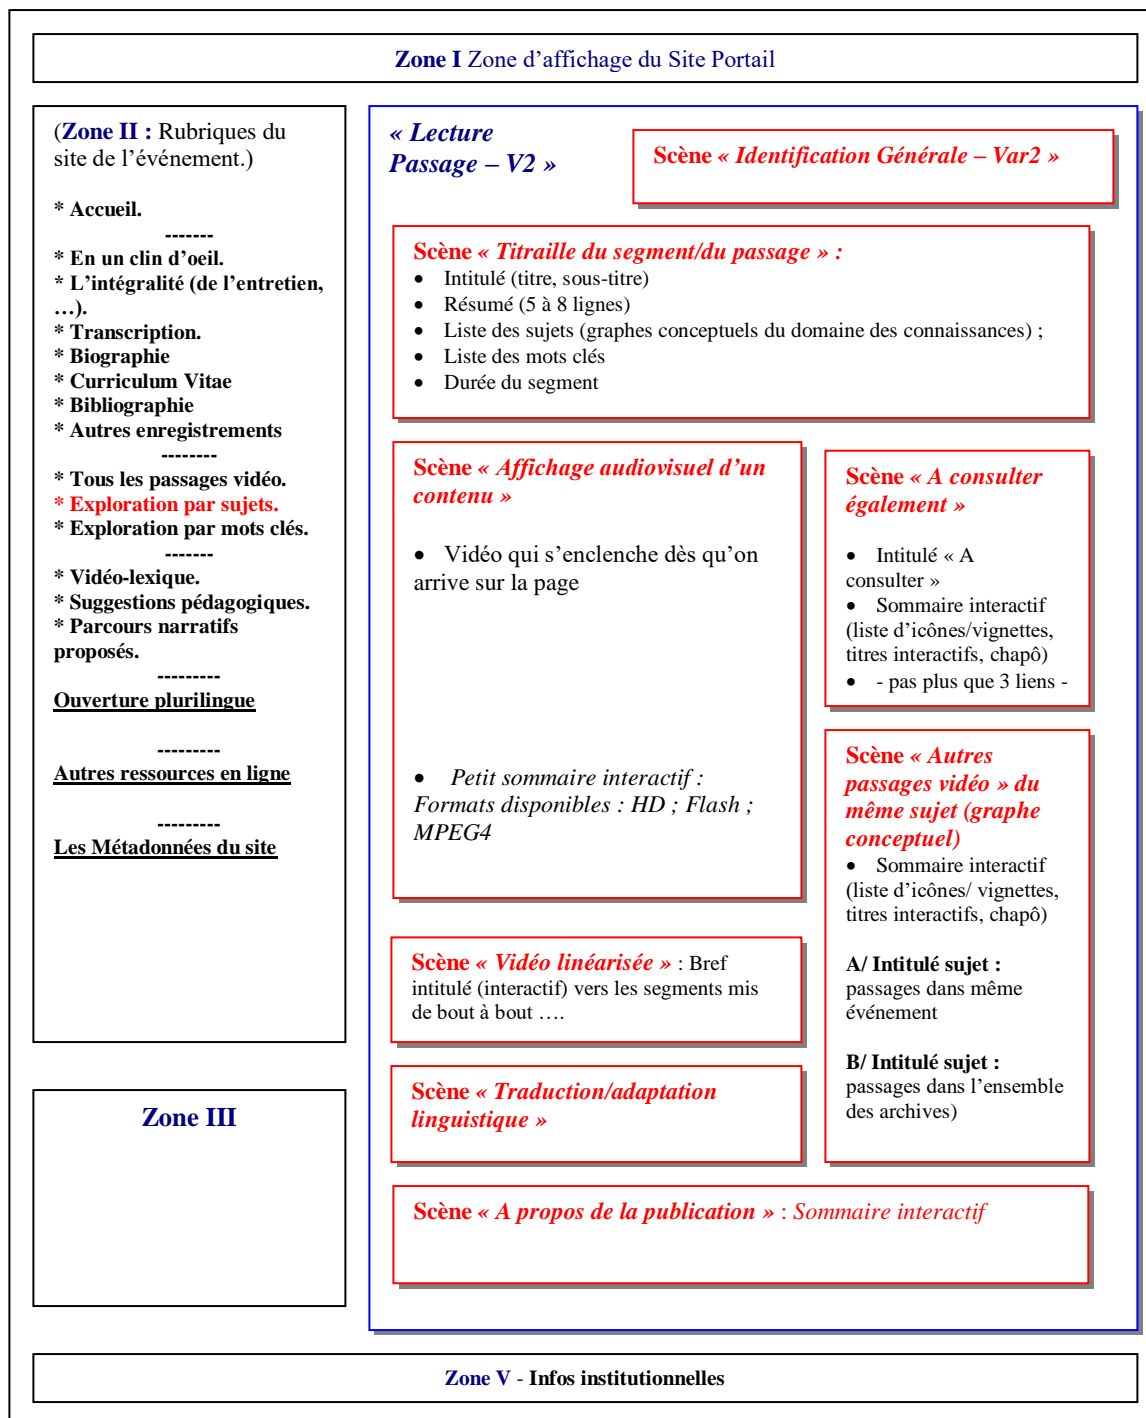 Zone I Zone d’affichage du Site Portail
(Zone II : Rubriques du
site de l’événement.)
* Accueil.
-------
* En un clin d’oeil.
* L’intégralité (de l’entretien,
…).
* Transcription.
* Biographie
* Curriculum Vitae
* Bibliographie
* Autres enregistrements
--------
* Tous les passages vidéo.
* Exploration par sujets.
* Exploration par mots clés.
-------
* Vidéo-lexique.
* Suggestions pédagogiques.
* Parcours narratifs
proposés.
---------
Ouverture plurilingue
---------
Autres ressources en ligne
---------
Les Métadonnées du site
Zone III
« Lecture
Passage – V2 »
Scène « Identification Générale – Var2 »
Scène « Titraille du segment/du passage » :
• Intitulé (titre, sous-titre)
• Résumé (5 à 8 lignes)
• Liste des sujets (graphes conceptuels du domaine des connaissances) ;
• Liste des mots clés
• Durée du segment
Scène « Affichage audiovisuel d’un
contenu »
• Vidéo qui s’enclenche dès qu’on
arrive sur la page
• Petit sommaire interactif :
Formats disponibles : HD ; Flash ;
MPEG4
Scène « A consulter
également »
• Intitulé « A
consulter »
• Sommaire interactif
(liste d’icônes/vignettes,
titres interactifs, chapô)
• - pas plus que 3 liens -
Scène « Autres
passages vidéo » du
même sujet (graphe
conceptuel)
• Sommaire interactif
(liste d’icônes/ vignettes,
titres interactifs, chapô)
A/ Intitulé sujet :
passages dans même
événement
B/ Intitulé sujet :
passages dans l’ensemble
des archives)
Scène « Vidéo linéarisée » : Bref
intitulé (interactif) vers les segments mis
de bout à bout ….
Scène « Traduction/adaptation
linguistique »
Scène « A propos de la publication » : Sommaire interactif
Zone V - Infos institutionnelles